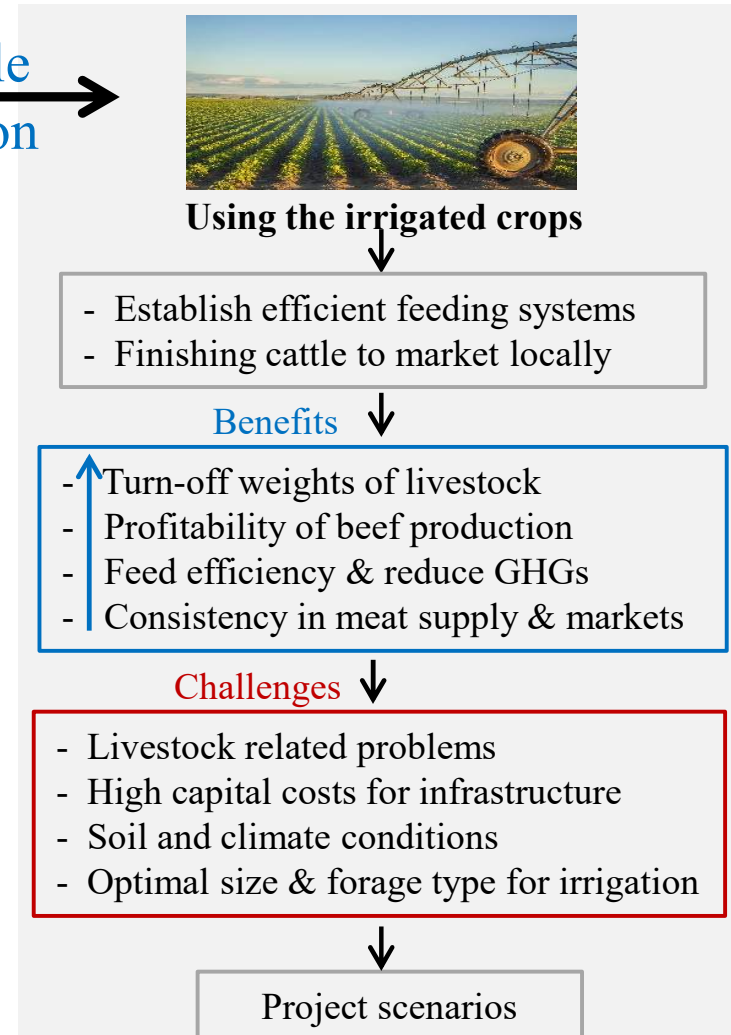 Using the irrigated crops
- Establish efficient feeding systems
- Finishing cattle to market locally
Benefits
- Turn-off weights of livestock
- Profitability of beef production
- Feed efficiency & reduce GHGs
- Consistency in meat supply & markets
Challenges
- Livestock related problems
- High capital costs for infrastructure
- Soil and climate conditions
- Optimal size & forage type for irrigation
Project scenarios